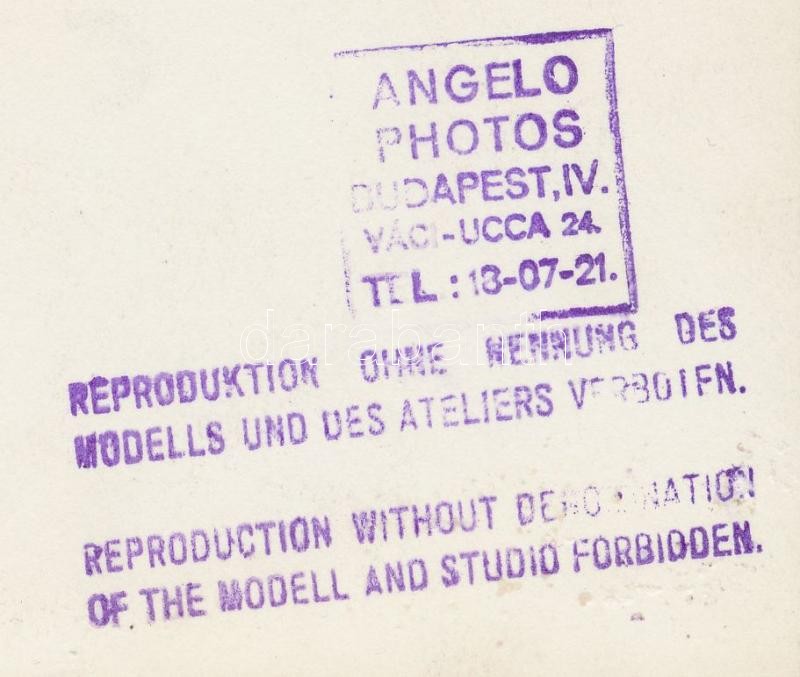 ANGELO
PHOTOS
BUDAPEST, IV.
VÁCI-UCCA 24.
TEL: 18-07-21.
darabanth
REPRODUKTION OHNE NENNUNG DES
MODELLS UND DES ATELIERS VERBOTEN.
REPRODUCTION WITHOUT DENOMINATION
OF THE MODELL AND STUDIO FORBIDDEN.